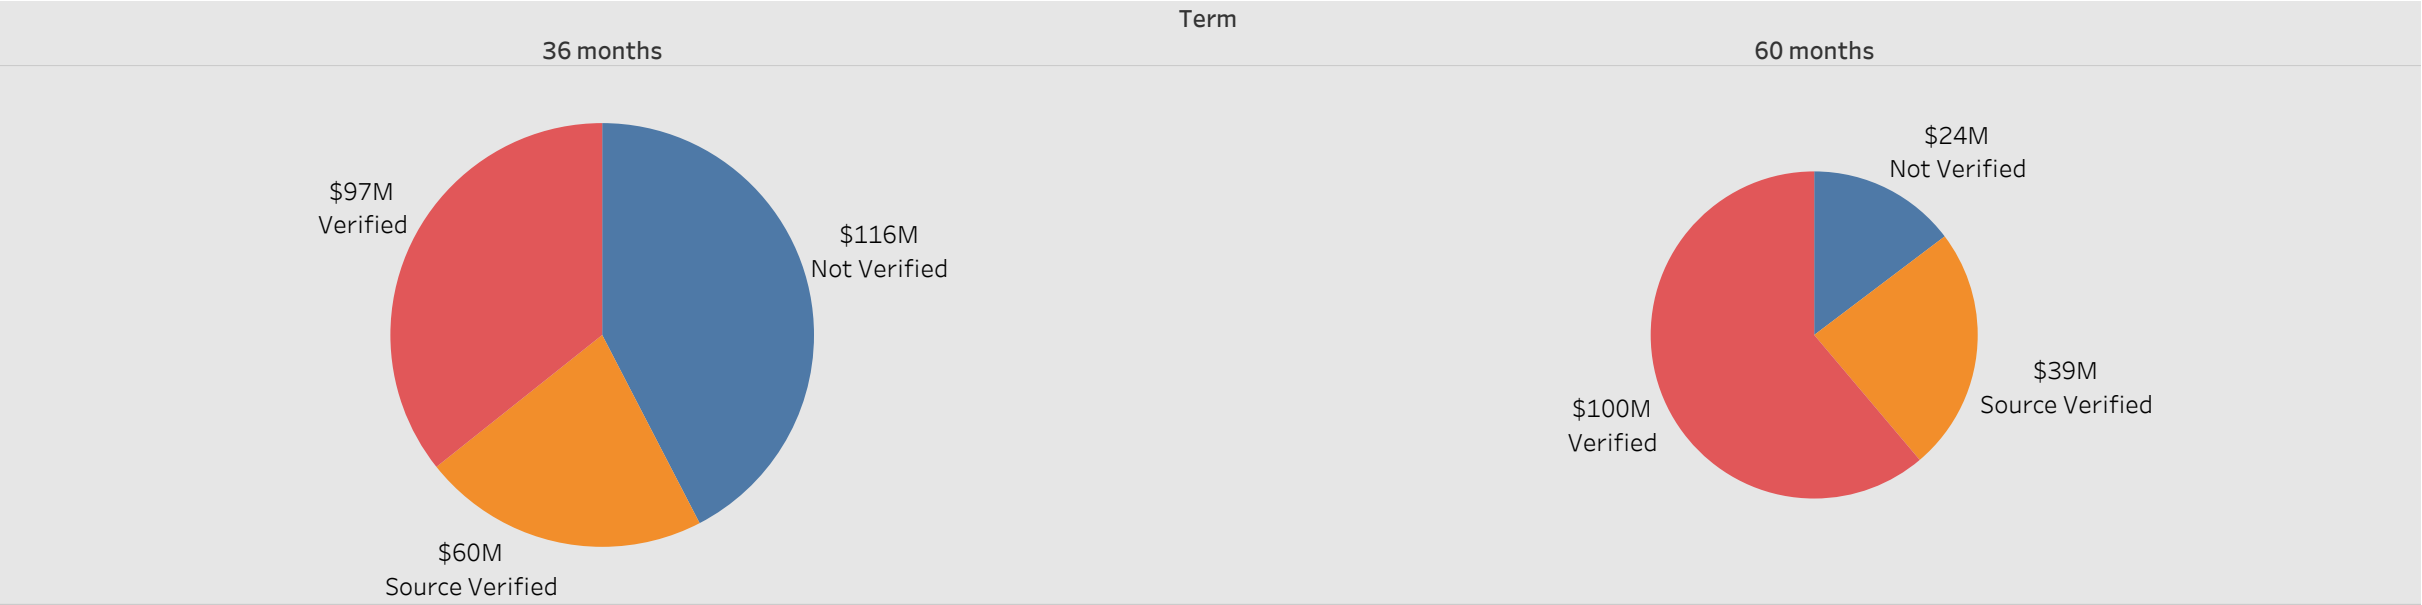 Term
36 months
60 months
$97M
Verified
$116M
Not Verified
$60M
Source Verified
$24M
Not Verified
$39M
Source Verified
$100M
Verified